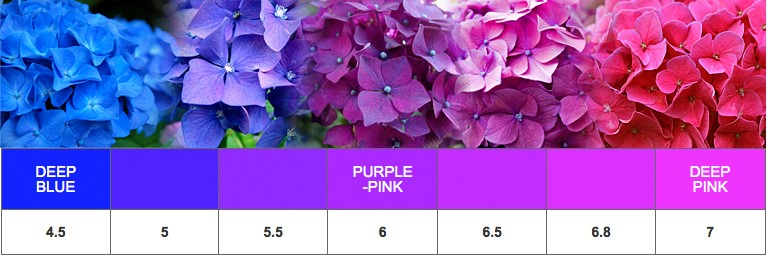 DEEP
BLUE
PURPLE
-PINK
DEEP
PINK
4.5 5 5.5 6 6.5 6.8 7